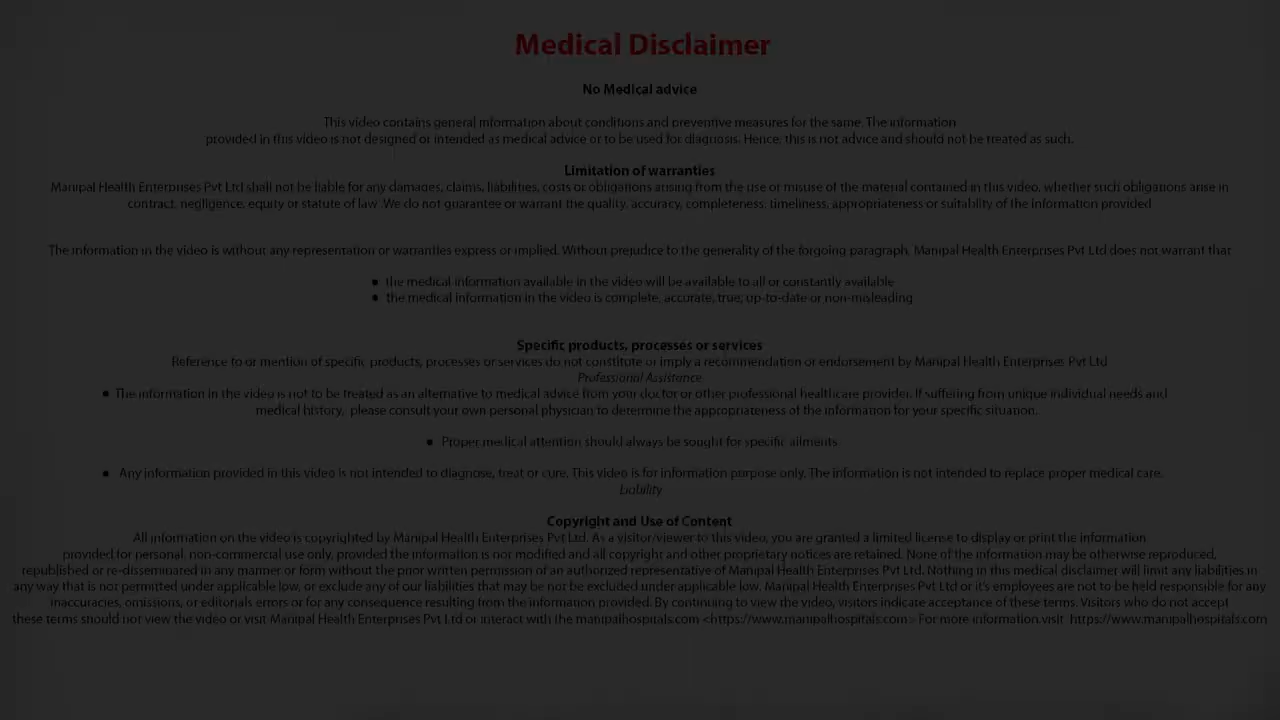 Medical Disclaimer
No Medical advice
This video contains general information about conditions and preventive measures for the same. The information
provided in this video is not designed or intended as medical advice or to be used for diagnosis. Hence, this is not advice and should not be treated as such.
Limitation of warranties
Manipal Health Enterprises Pvt Ltd shall not be liable for any damages, claims, liabilities, costs or obligations arising from the use or misuse of the material contained in this video, whether such obligations arise in
contract, negligence, equity or statute of law. We do not guarantee or warrant the quality, accuracy, completeness, timeliness, appropriateness or suitability of the information provided
The information in the video is without any representation or warranties express or implied. Without prejudice to the generality of the forgoing paragraph, Manipal Health Enterprises Pvt Ltd does not warrant that
● the medical information available in the video will be available to all or constantly available
● the medical information in the video is complete, accurate, true, up-to-date or non-misleading
Specific products, processes or services
Reference to or mention of specific products, processes or services do not constitute or imply a recommendation or endorsement by Manipal Health Enterprises Pvt Ltd
Professional Assistance
● The information in the video is not to be treated as an alternative to medical advice from your doctor or other professional healthcare provider. If suffering from unique individual needs and
medical history, please consult your own personal physician to determine the appropriateness of the information for your specific situation.
● Proper medical attention should always be sought for specific ailments
● Any information provided in this video is not intended to diagnose, treat or cure. This video is for information purpose only. The information is not intended to replace proper medical care.
Liability
Copyright and Use of Content
All information on the video is copyrighted by Manipal Health Enterprises Pvt Ltd. As a visitor/viewer to this video, you are granted a limited license to display or print the information
provided for personal, non-commercial use only, provided the information is not modified and all copyright and other proprietary notices are retained. None of the information may be otherwise reproduced,
republished or re-disseminated in any manner or form without the prior written permission of an authorized representative of Manipal Health Enterprises Pvt Ltd. Nothing in this medical disclaimer will limit any liabilities in
any way that is not permitted under applicable low, or exclude any of our liabilities that may be not be excluded under applicable low. Manipal Health Enterprises Pvt Ltd or it's employees are not to be held responsible for any
inaccuracies, omissions, or editorials errors or for any consequence resulting from the information provided. By continuing to view the video, visitors indicate acceptance of these terms. Visitors who do not accept
these terms should not view the video or visit Manipal Health Enterprises Pvt Ltd or interact with the manipalhospitals.com <https://www.manipalhospitals.com> For more information visit https://www.manipalhospitals.com